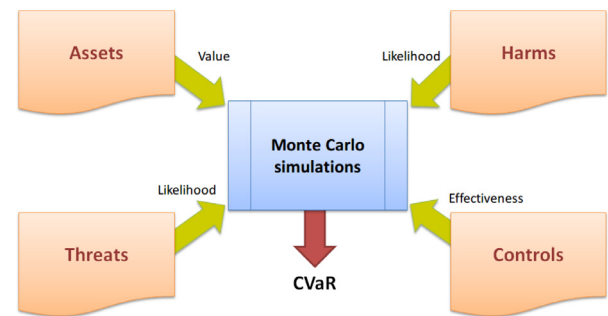 Assets
Value
Likelihood
Harms
Monte Carlo
simulations
Likelihood
Effectiveness
Threats
CVaR
Controls